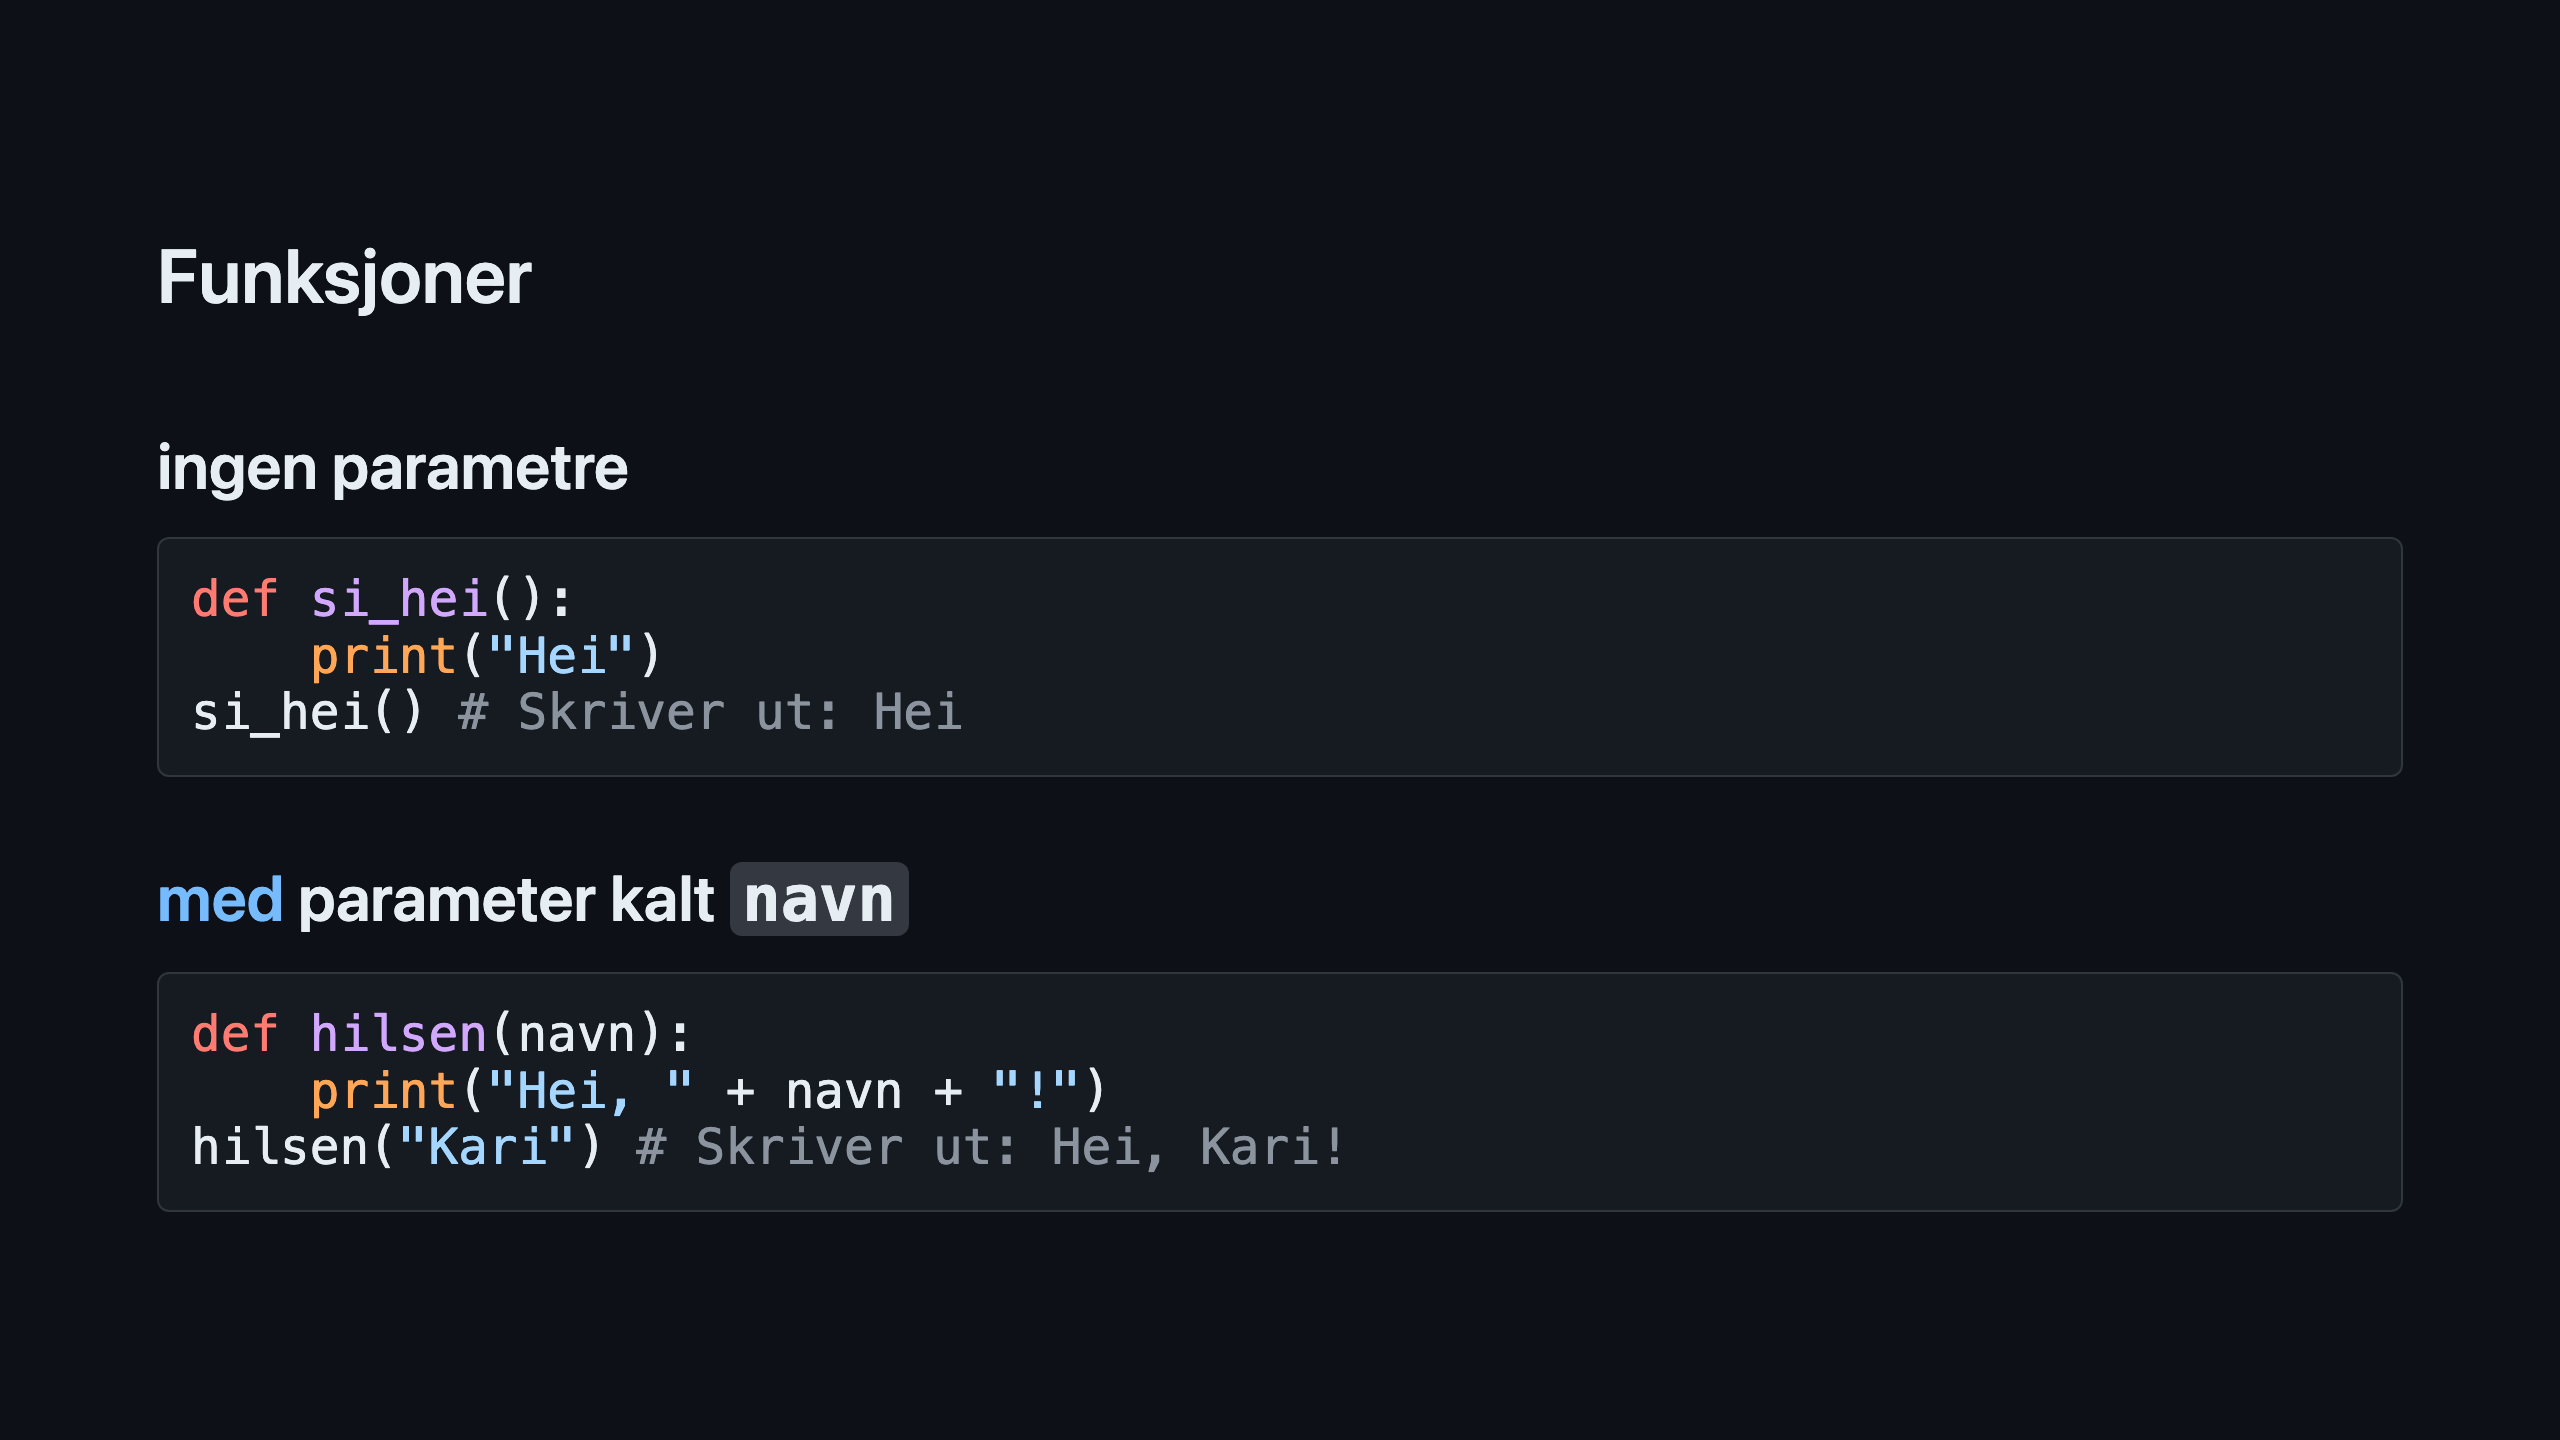 Funksjoner
ingen parametre
def si_hei():
    print("Hei")
si_hei() # Skriver ut: Hei
med parameter kalt navn
def hilsen(navn):
    print("Hei, " + navn + "!")
hilsen("Kari") # Skriver ut: Hei, Kari!